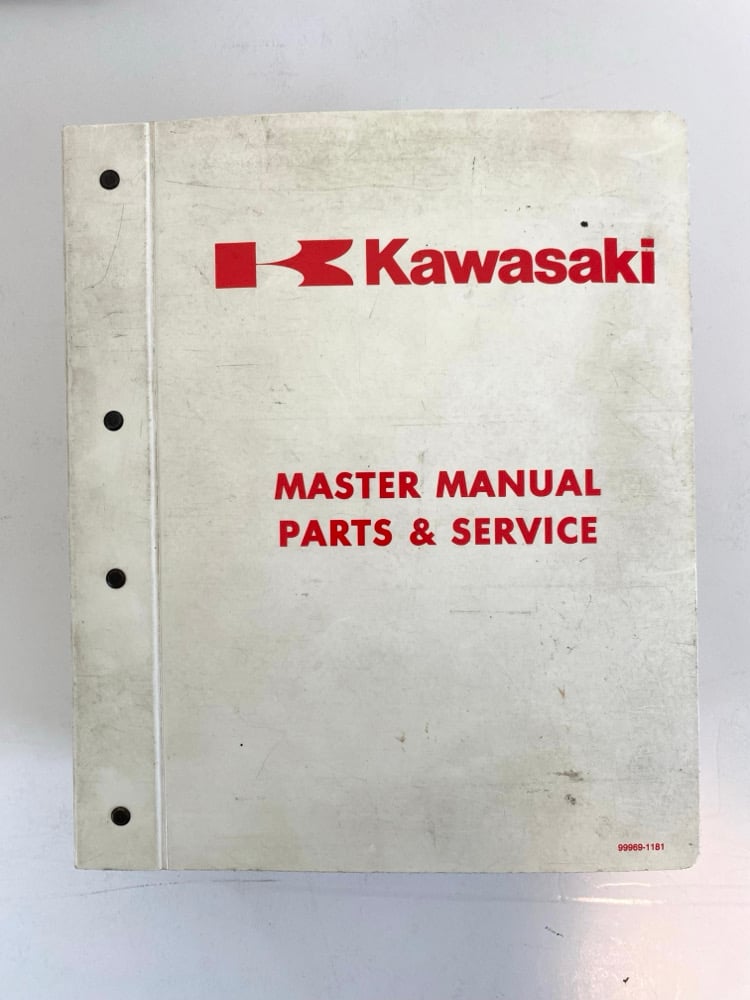 Kawasaki
MASTER MANUAL
PARTS & SERVICE
99969-1181